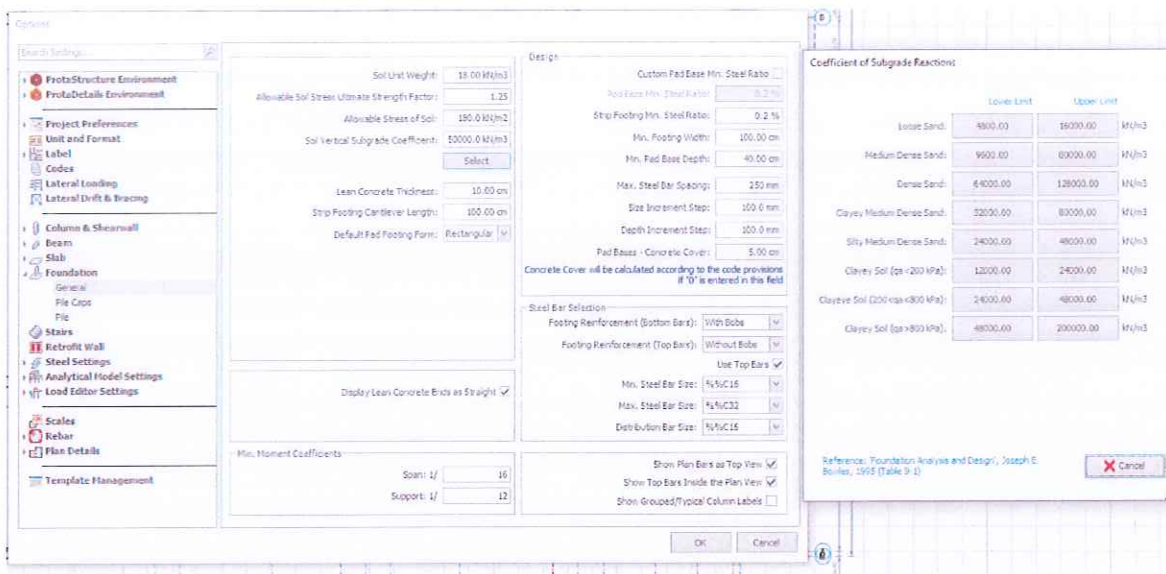 Options
Search Settings...
ProtaStructure Environment
ProtaDetails Environment
Project Preferences
Unit and Format
Label
Codes
Lateral Loading
Lateral Drift & Bracing
Column & Shearwall
Beam
Slab
Foundation
General
Pile Caps
Pile
Stairs
Retrofit Wall
Steel Settings
Analytical Model Settings
Load Editor Settings
Scales
Rebar
Plan Details
Template Management
Soil Unit Weight: 18.00 kN/m3
Allowable Soil Stress Ultimate Strength Factor: 1.25
Allowable Stress of Soil: 180.0 kN/m2
Soil Vertical Subgrade Coefficient: 50000.0 kN/m3
Select
Lean Concrete Thickness: 10.00 cm
Strip Footing Cantilever Length: 100.00 cm
Default Pad Footing Form: Rectangular
Display Lean Concrete Ends as Straight
Min. Moment Coefficients
Span: 1/ 16
Support: 1/ 12
Design
Custom Pad Base Min. Steel Ratio
Pad Base Min. Steel Ratio: 0.2 %
Strip Footing Min. Steel Ratio: 0.2 %
Min. Footing Width: 100.00 cm
Min. Pad Base Depth: 40.00 cm
Max. Steel Bar Spacing: 250 mm
Size Increment Step: 100.0 mm
Depth Increment Step: 100.0 mm
Pad Bases - Concrete Cover: 5.00 cm
Concrete Cover will be calculated according to the code provisions
if "0" is entered in this field
Steel Bar Selection
Footing Reinforcement (Bottom Bars): With Bobs
Footing Reinforcement (Top Bars): Without Bobs
Use Top Bars
Min. Steel Bar Size: %%C16
Max. Steel Bar Size: %%C32
Distribution Bar Size: %%C16
Show Plan Bars as Top View
Show Top Bars Inside the Plan View
Show Grouped/Typical Column Labels
OK Cancel
Coefficient of Subgrade Reactions
Lower Limit Upper Limit
Loose Sand: 4800.00 16000.00 kN/m3
Medium Dense Sand: 9600.00 80000.00 kN/m3
Dense Sand: 64000.00 128000.00 kN/m3
Clayey Medium Dense Sand: 32000.00 80000.00 kN/m3
Silty Medium Dense Sand: 24000.00 48000.00 kN/m3
Clayey Soil (qa <200 kPa): 12000.00 24000.00 kN/m3
Clayeye Soil (200 <qa <800 kPa): 24000.00 48000.00 kN/m3
Clayey Soil (qa >800 kPa): 48000.00 200000.00 kN/m3
Reference: 'Foundation Analysis and Design', Joseph E.
Bowles, 1995 (Table 9-1)
Cancel